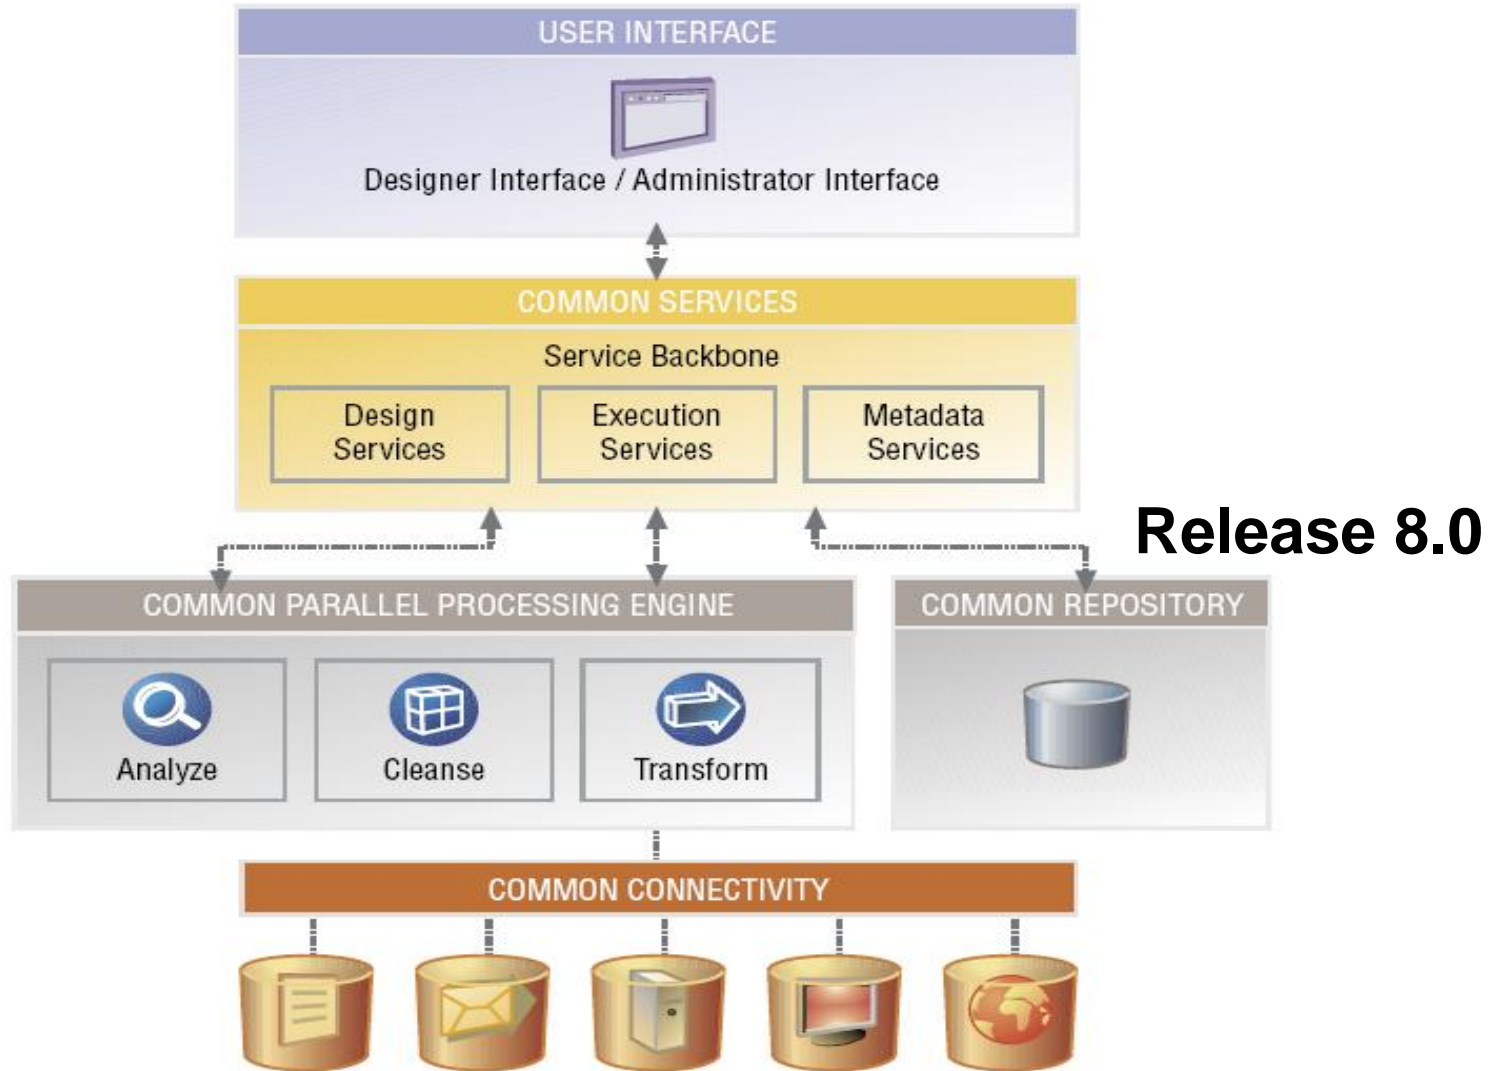 USER INTERFACE
Designer Interface / Administrator Interface
COMMON SERVICES
Service Backbone
Design
Services
Execution
Services
Metadata
Services
Release 8.0
COMMON PARALLEL PROCESSING ENGINE
Analyze
Cleanse
Transform
COMMON REPOSITORY
COMMON CONNECTIVITY